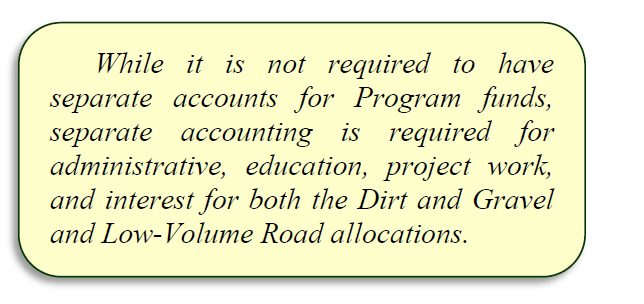 While it is not required to have
separate accounts for Program funds,
separate accounting is required for
administrative, education, project work,
and interest for both the Dirt and Gravel
and Low-Volume Road allocations.